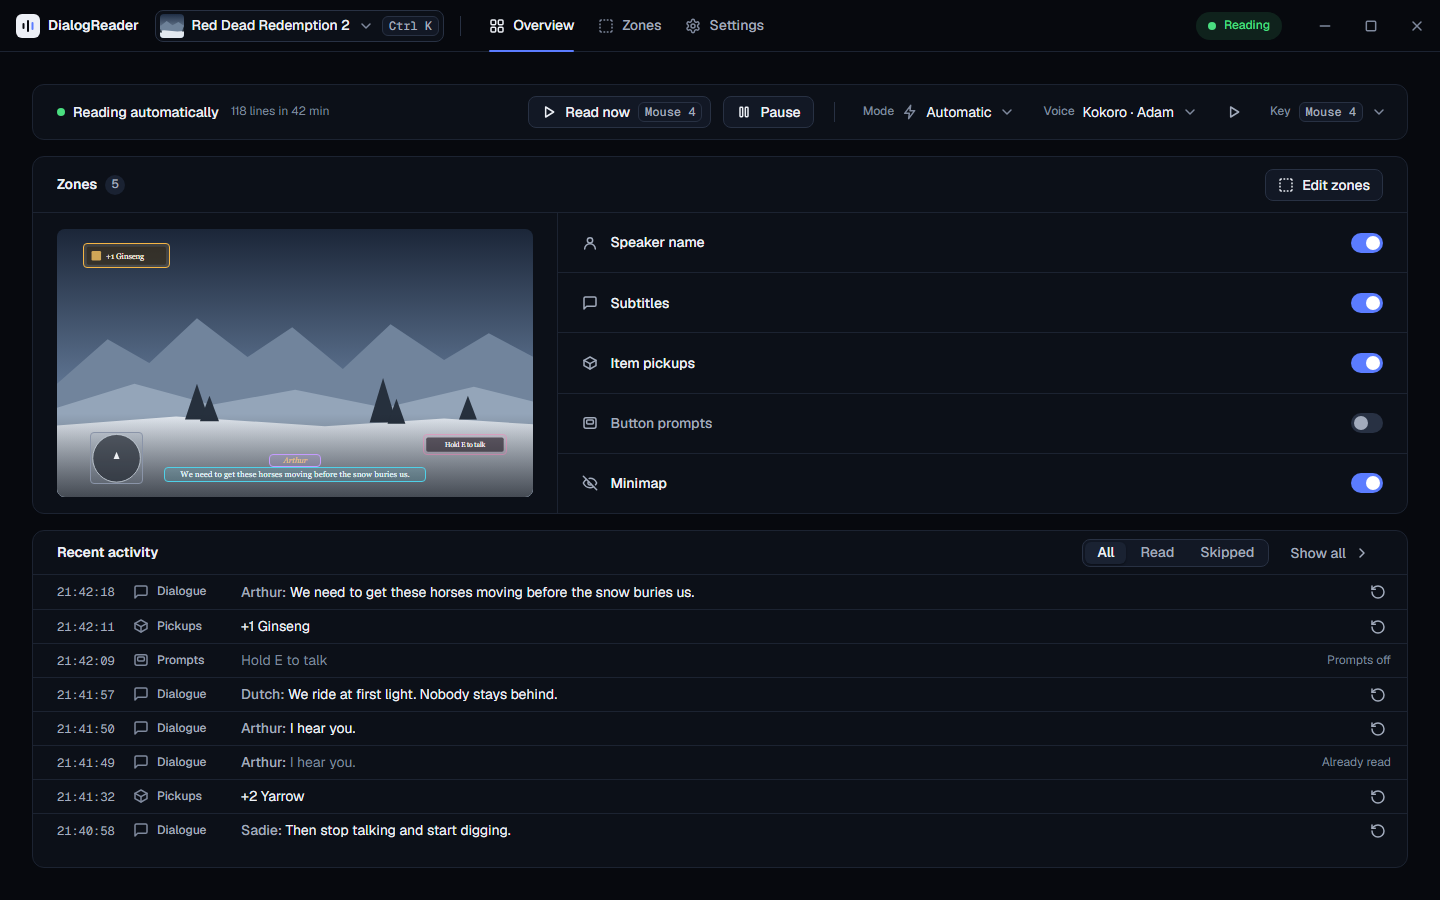 DialogReader
Red Dead Redemption 2
Ctrl K
Overview
Zones
Settings
Reading
Reading automatically
118 lines in 42 min
Read now
Mouse 4
Pause
Mode
Automatic
Voice
Kokoro · Adam
Key
Mouse 4
Zones
5
Edit zones
+1 Ginseng
Hold E to talk
Arthur
We need to get these horses moving before the snow buries us.
Speaker name
Subtitles
Item pickups
Button prompts
Minimap
Recent activity
All
Read
Skipped
Show all
21:42:18 Dialogue Arthur: We need to get these horses moving before the snow buries us.
21:42:11 Pickups +1 Ginseng
21:42:09 Prompts Hold E to talk Prompts off
21:41:57 Dialogue Dutch: We ride at first light. Nobody stays behind.
21:41:50 Dialogue Arthur: I hear you.
21:41:49 Dialogue Arthur: I hear you. Already read
21:41:32 Pickups +2 Yarrow
21:40:58 Dialogue Sadie: Then stop talking and start digging.